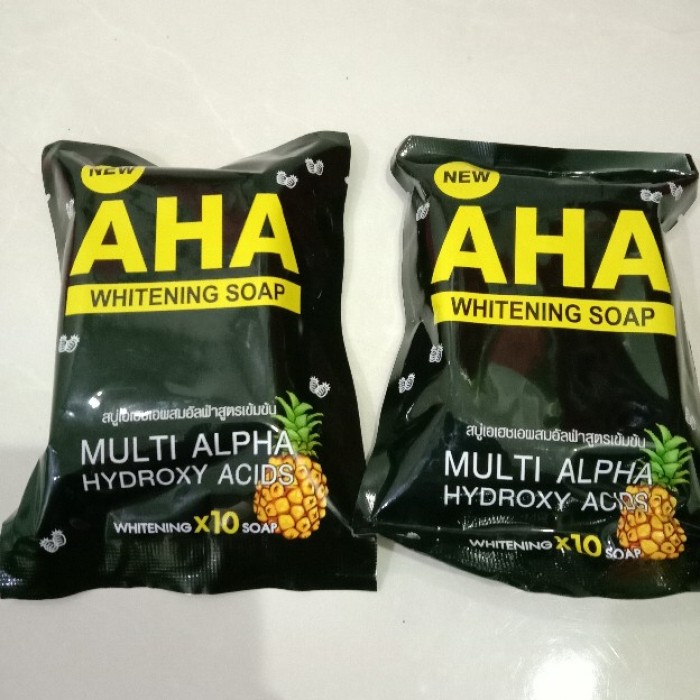 NEW
AHA
WHITENING SOAP
สบู่เอเฮชเอผสมอัลฟ่าสูตรเข้มข้น
MULTI ALPHA
HYDROXY ACIDS
WHITENING x10 SOAP
NEW
AHA
WHITENING SOAP
สบู่เอเฮชเอผสมอัลฟ่าสูตรเข้มข้น
MULTI ALPHA
HYDROXY ACIDS
WHITENING x10 SOAP